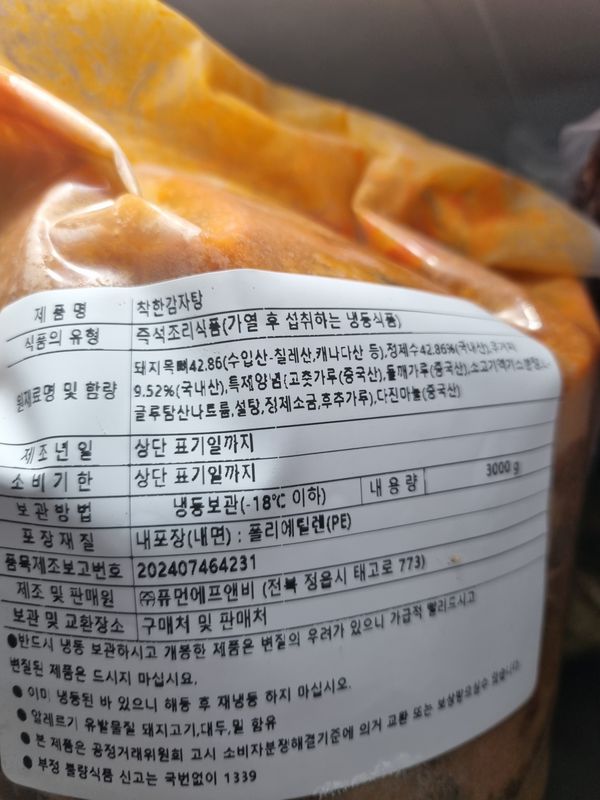 제품명 착한감자탕
식품의 유형 즉석조리식품(가열 후 섭취하는 냉동식품)
원재료명 및 함량 돼지목뼈42.86(수입산-칠레산,캐나다산 등),정제수42.86%(국내산),우거지
9.52%(국내산),특제양념(고춧가루(중국산),들깨가루(중국산),소고기엑기스분말,L-
글루탐산나트륨,설탕,정제소금,후추가루),다진마늘(중국산)
제조년일 상단 표기일까지
소비기한 상단 표기일까지
보관방법 냉동보관(-18℃ 이하) 내용량 3000 g
포장재질 내포장(내면) : 폴리에틸렌(PE)
품목제조보고번호 202407464231
제조 및 판매원 ㈜퓨먼에프앤비 (전북 정읍시 태고로 773)
보관 및 교환장소 구매처 및 판매처
●반드시 냉동 보관하시고 개봉한 제품은 변질의 우려가 있으니 가급적 빨리드시고
변질된 제품은 드시지 마십시요.
● 이미 냉동된 바 있으니 해동 후 재냉동 하지 마십시오.
● 알레르기 유발물질 돼지고기,대두,밀 함유
● 본 제품은 공정거래위원회 고시 소비자분쟁해결기준에 의거 교환 또는 보상받으실수 있습니다.
● 부정 불량식품 신고는 국번없이 1339